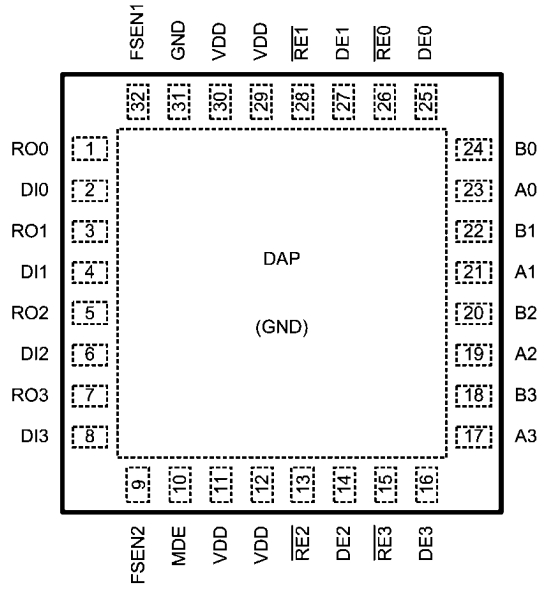 FSEN1 GND VDD VDD RE1 DE1 RE0 DE0
32 31 30 29 28 27 26 25
RO0 1 24 B0
DI0 2 23 A0
RO1 3 22 B1
DI1 4 21 A1
DAP
RO2 5 20 B2
(GND)
DI2 6 19 A2
RO3 7 18 B3
DI3 8 17 A3
9 10 11 12 13 14 15 16
FSEN2 MDE VDD VDD RE2 DE2 RE3 DE3